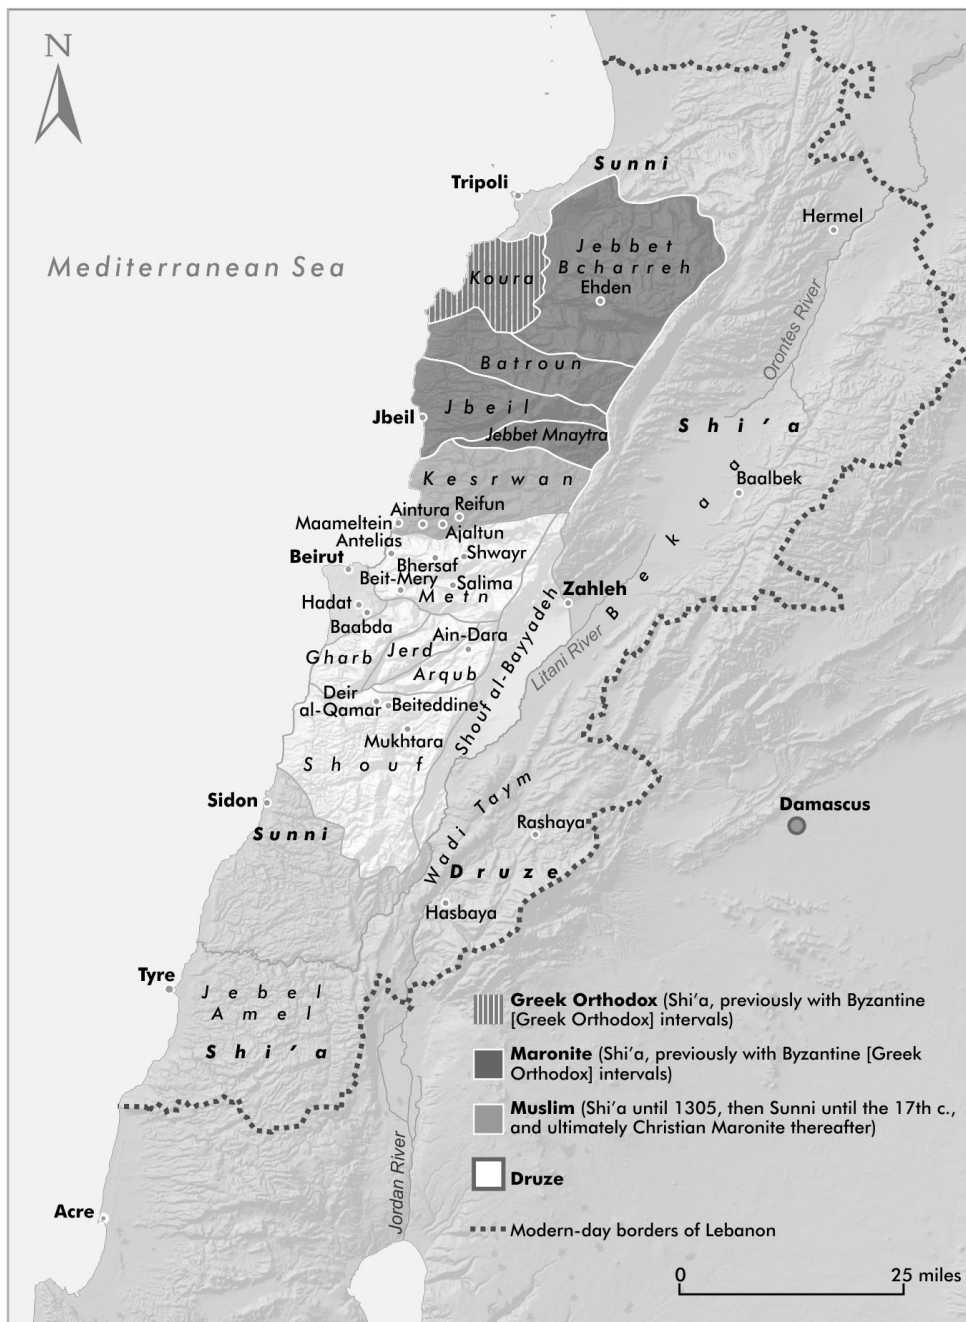 N
Sunni
Tripoli
Hermel
Jebbet
Bcharreh
Ehden
Mediterranean Sea
Koura
Orontes River
Batroun
Jbeil
Jbeil
Shi’a
Jebbet Mnaytra
Kesrwan
Baalbek
Aintura
Reifun
Maameltein
Ajaltun
Antelias
Shwayr
Beirut
Bhersaf
Beit-Mery
Salima
Metn
Zahleh
Bekaa
Hadat
Baabda
Ain-Dara
Jerd
Gharb
Arqub
Litani River
Shouf al-Bayyadeh
Deir
al-Qamar
Beiteddine
Mukhtara
Shouf
Sidon
Sunni
Wadi Taym
Rashaya
Damascus
Druze
Hasbaya
Tyre
Jebel
Amel
Shi’a
Greek Orthodox (Shi’a, previously with Byzantine
[Greek Orthodox] intervals)
Maronite (Shi’a, previously with Byzantine [Greek
Orthodox] intervals)
Muslim (Shi’a until 1305, then Sunni until the 17th c.,
and ultimately Christian Maronite thereafter)
Jordan River
Druze
Acre
Modern-day borders of Lebanon
0
25 miles